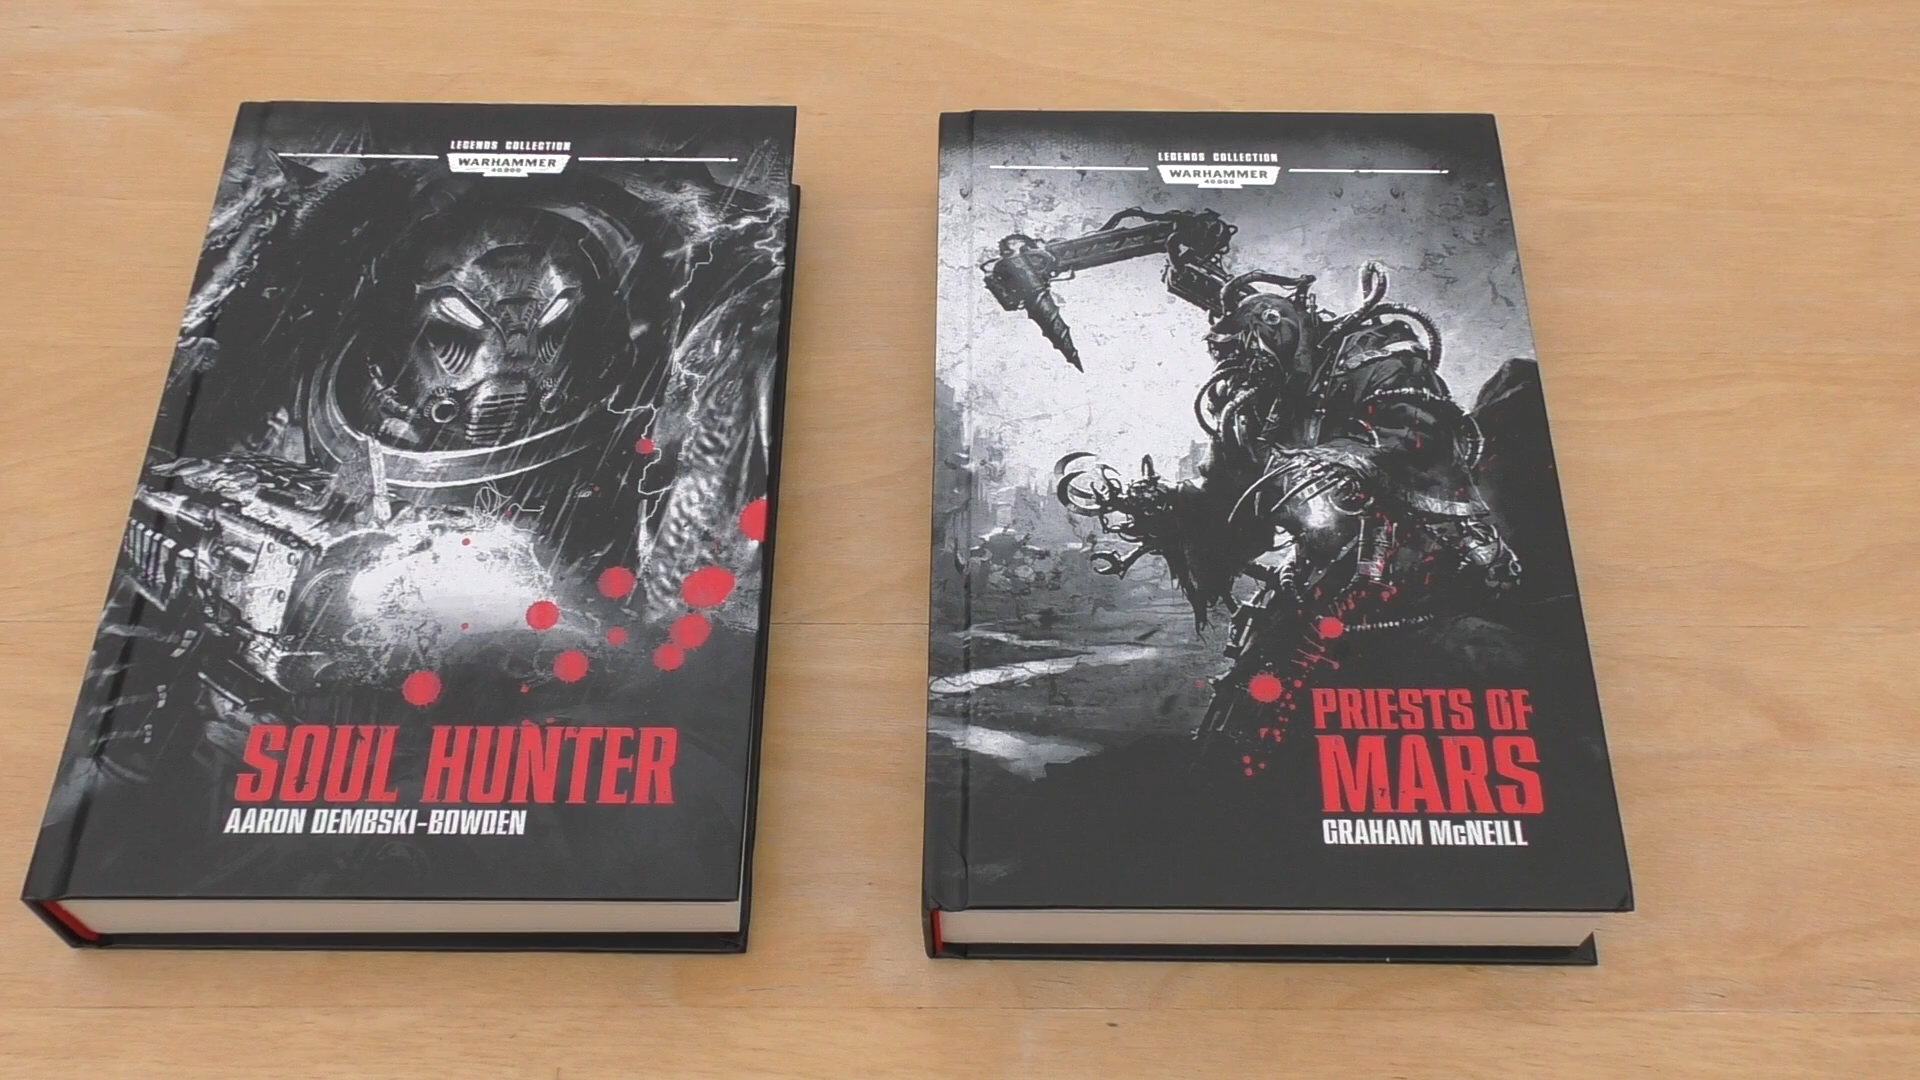 LEGENDS COLLECTION
WARHAMMER
40,000
SOUL HUNTER
AARON DEMBSKI-BOWDEN
LEGENDS COLLECTION
WARHAMMER
40,000
PRIESTS OF
MARS
GRAHAM McNEILL